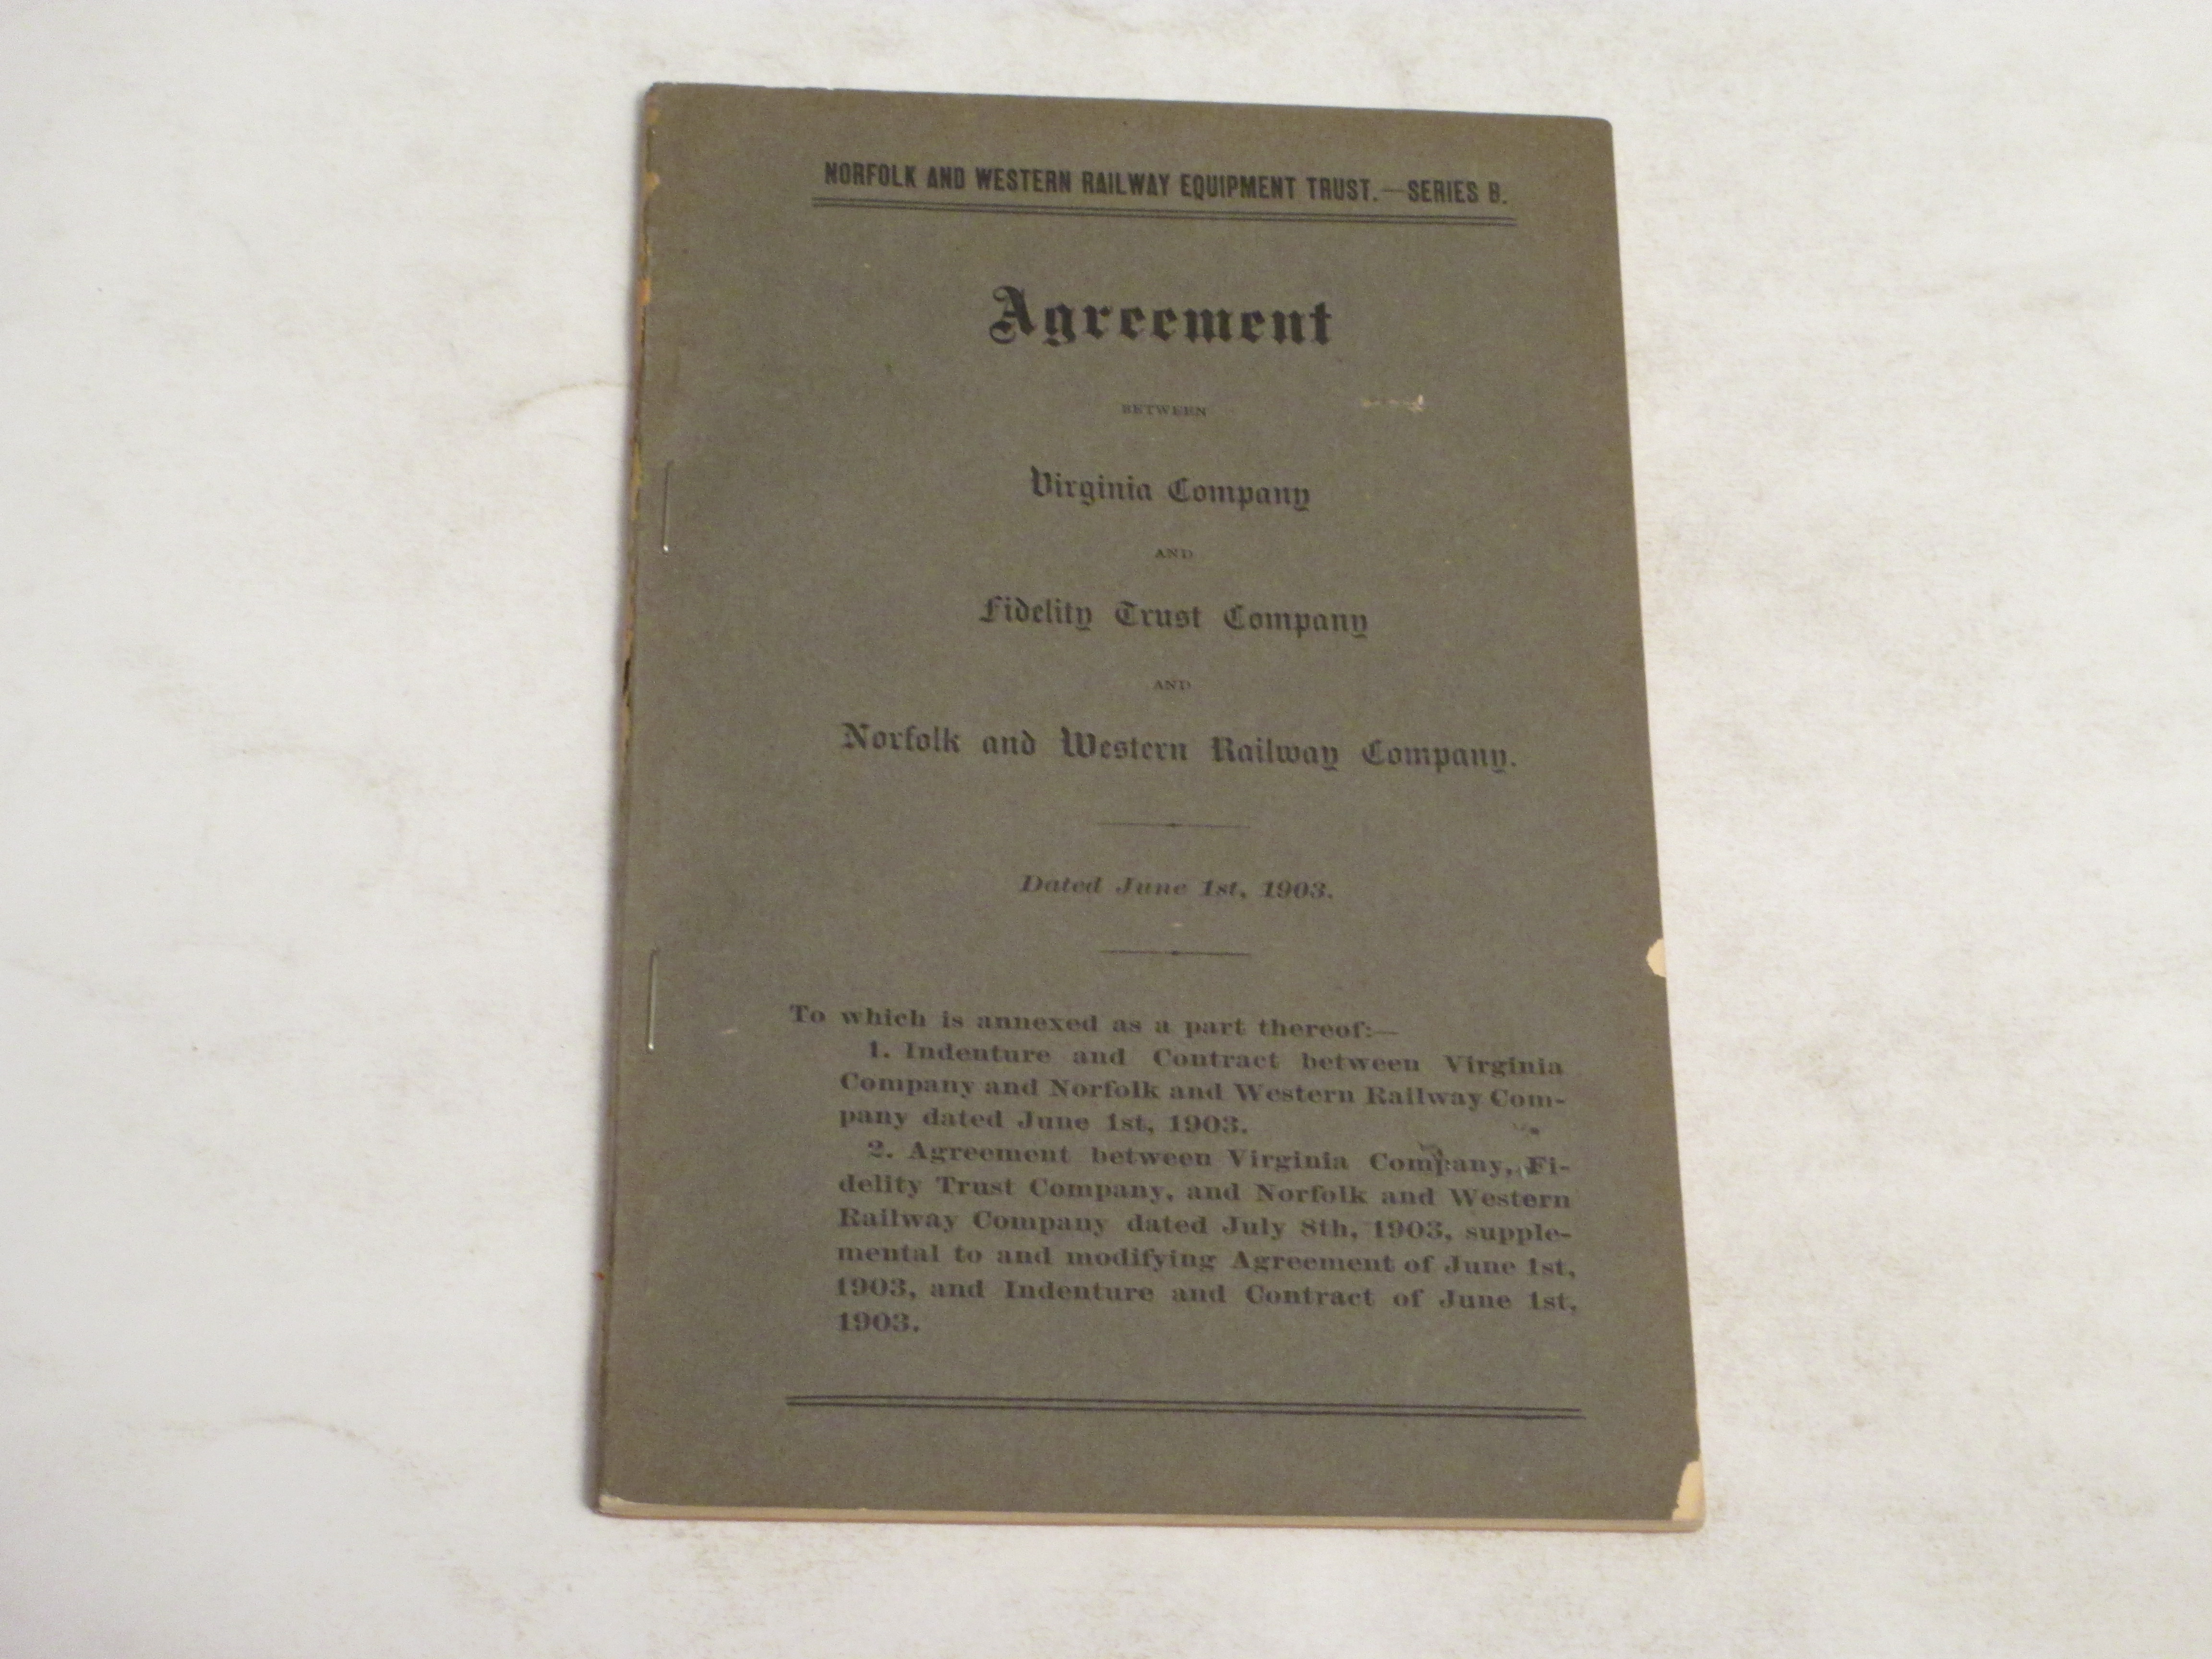 NORFOLK AND WESTERN RAILWAY EQUIPMENT TRUST.—SERIES B.
Agreement
BETWEEN
Virginia Company
AND
Fidelity Trust Company
AND
Norfolk and Western Railway Company.
Dated June 1st, 1903.
To which is annexed as a part thereof:—
1. Indenture and Contract between Virginia
Company and Norfolk and Western Railway Com-
pany dated June 1st, 1903.
2. Agreement between Virginia Company, Fi-
delity Trust Company, and Norfolk and Western
Railway Company dated July 8th, 1903, supple-
mental to and modifying Agreement of June 1st,
1903, and Indenture and Contract of June 1st,
1903.